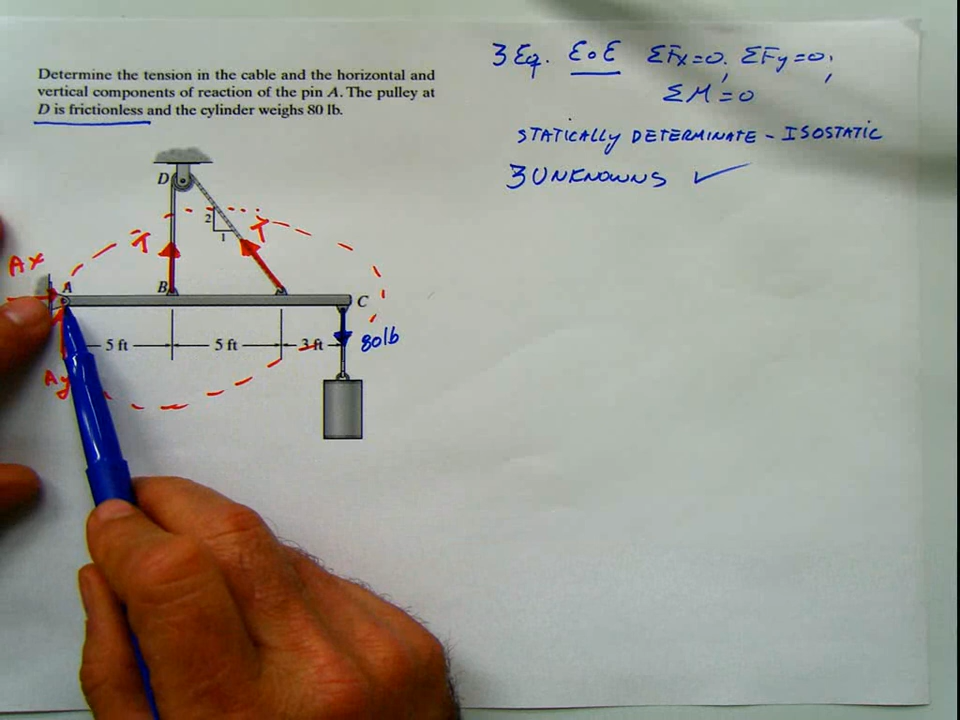 3 Eq. EoE ΣFx=0, ΣFy=0,
ΣM=0
STATICALLY DETERMINATE - ISOSTATIC
3 UNKNOWNS ✓
Determine the tension in the cable and the horizontal and
vertical components of reaction of the pin A. The pulley at
D is frictionless and the cylinder weighs 80 lb.
D
2
1
T T
Ax
A B C
5 ft 5 ft 3 ft 80lb
Ay